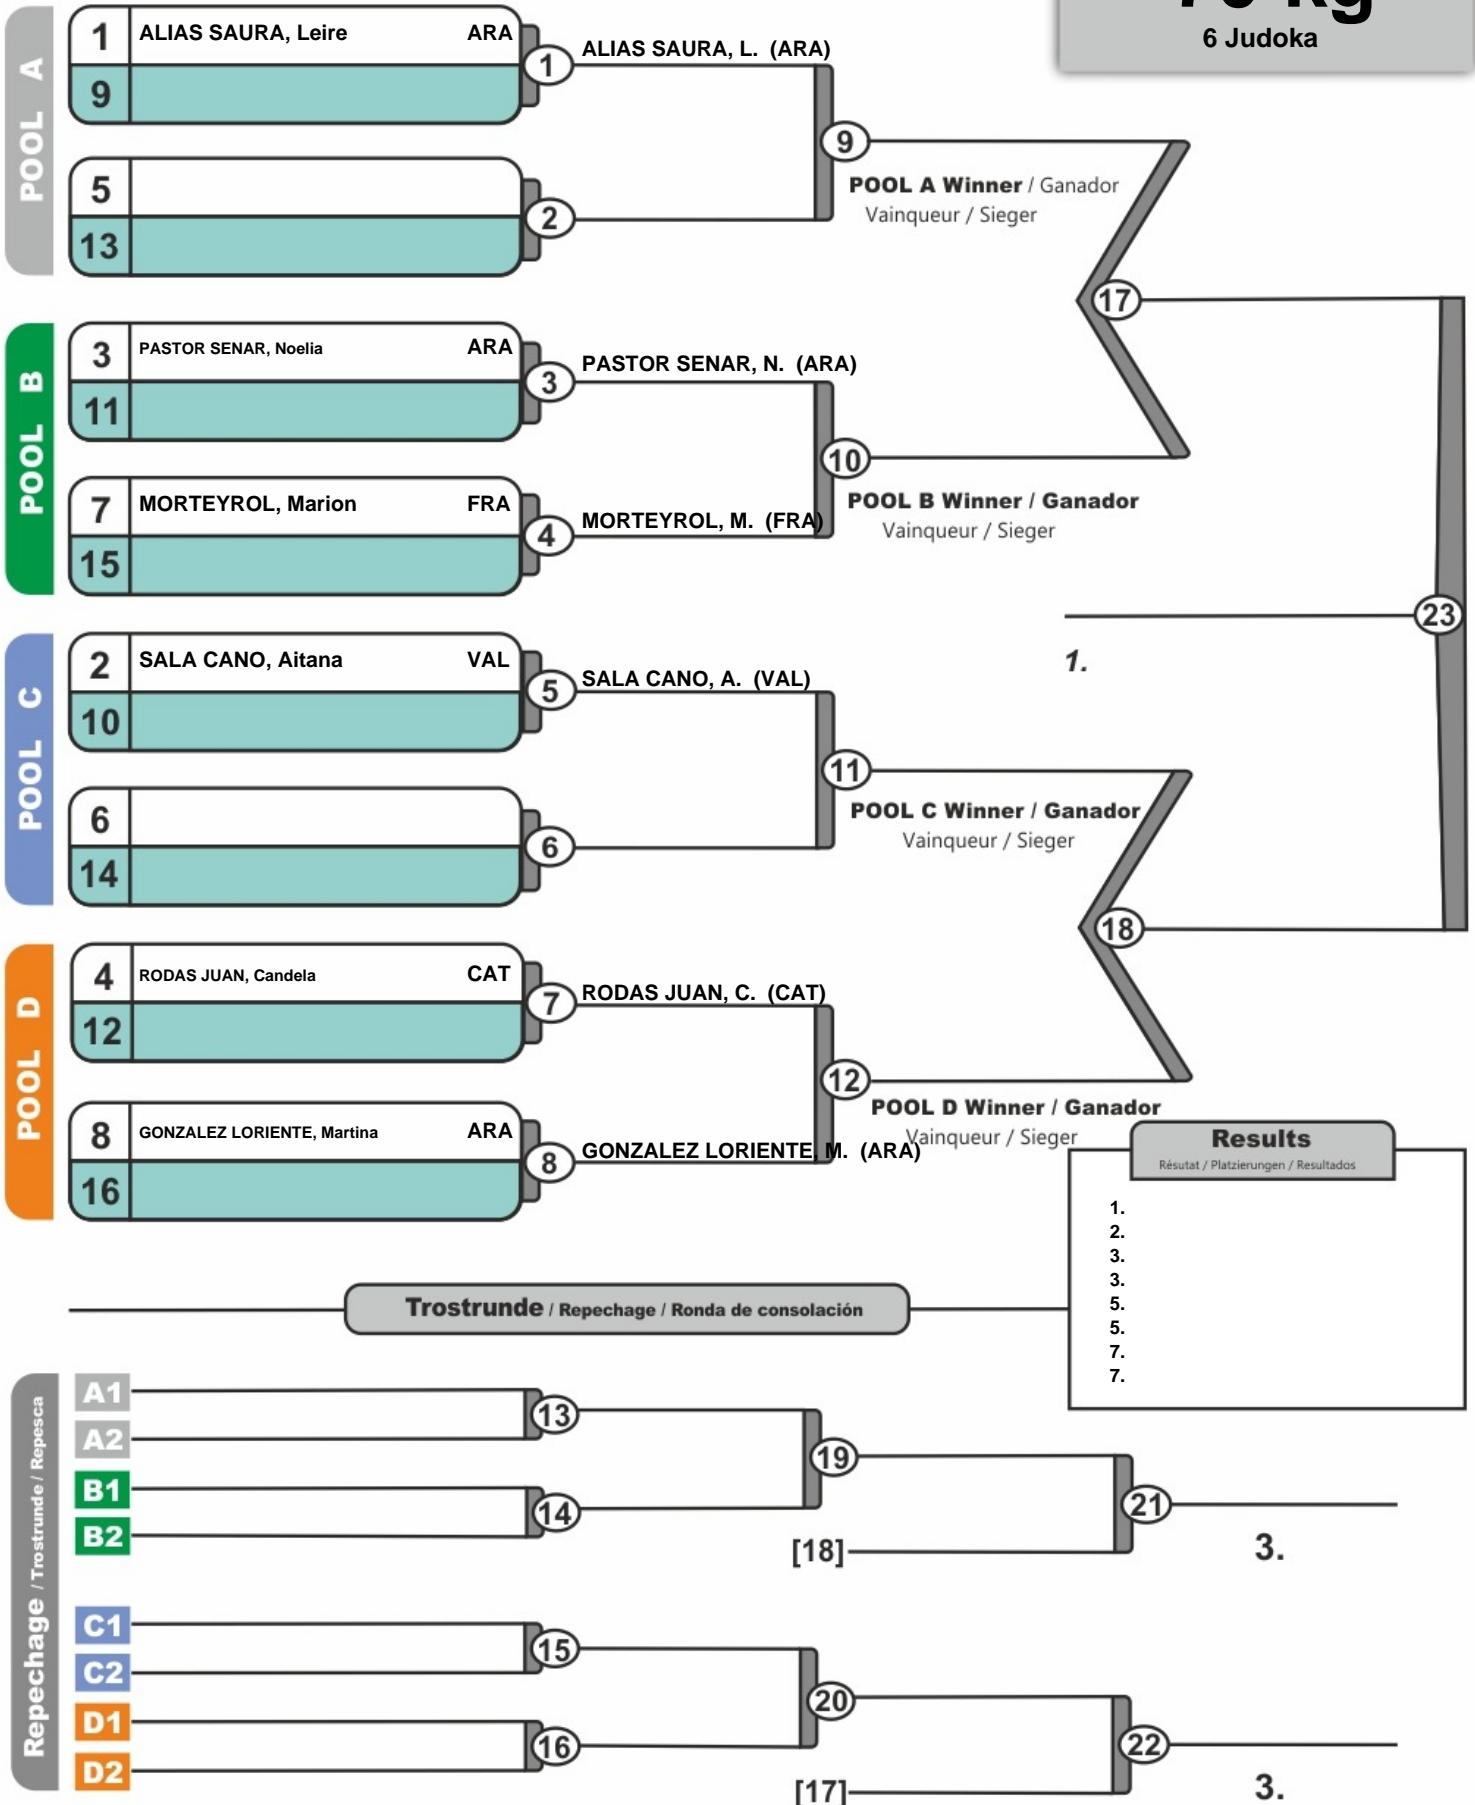 6 Judoka
POOL A
1 ALIAS SAURA, Leire ARA
9
1
ALIAS SAURA, L. (ARA)
5
13
2
9
POOL A Winner / Ganador
Vainqueur / Sieger
17
POOL B
3 PASTOR SENAR, Noelia ARA
11
3
PASTOR SENAR, N. (ARA)
7 MORTEYROL, Marion FRA
15
4
MORTEYROL, M. (FRA)
10
POOL B Winner / Ganador
Vainqueur / Sieger
23
1.
POOL C
2 SALA CANO, Aitana VAL
10
5
SALA CANO, A. (VAL)
6
14
6
11
POOL C Winner / Ganador
Vainqueur / Sieger
18
POOL D
4 RODAS JUAN, Candela CAT
12
7
RODAS JUAN, C. (CAT)
8 GONZALEZ LORIENTE, Martina ARA
16
8
GONZALEZ LORIENTE, M. (ARA)
12
POOL D Winner / Ganador
Vainqueur / Sieger
Results
Résutat / Platzierungen / Resultados
1.
2.
3.
3.
5.
5.
7.
7.
Trostrunde / Repechage / Ronda de consolación
Repechage / Trostrunde / Repesca
A1
A2
13
B1
B2
14
19
[18]
21
3.
C1
C2
15
D1
D2
16
20
[17]
22
3.